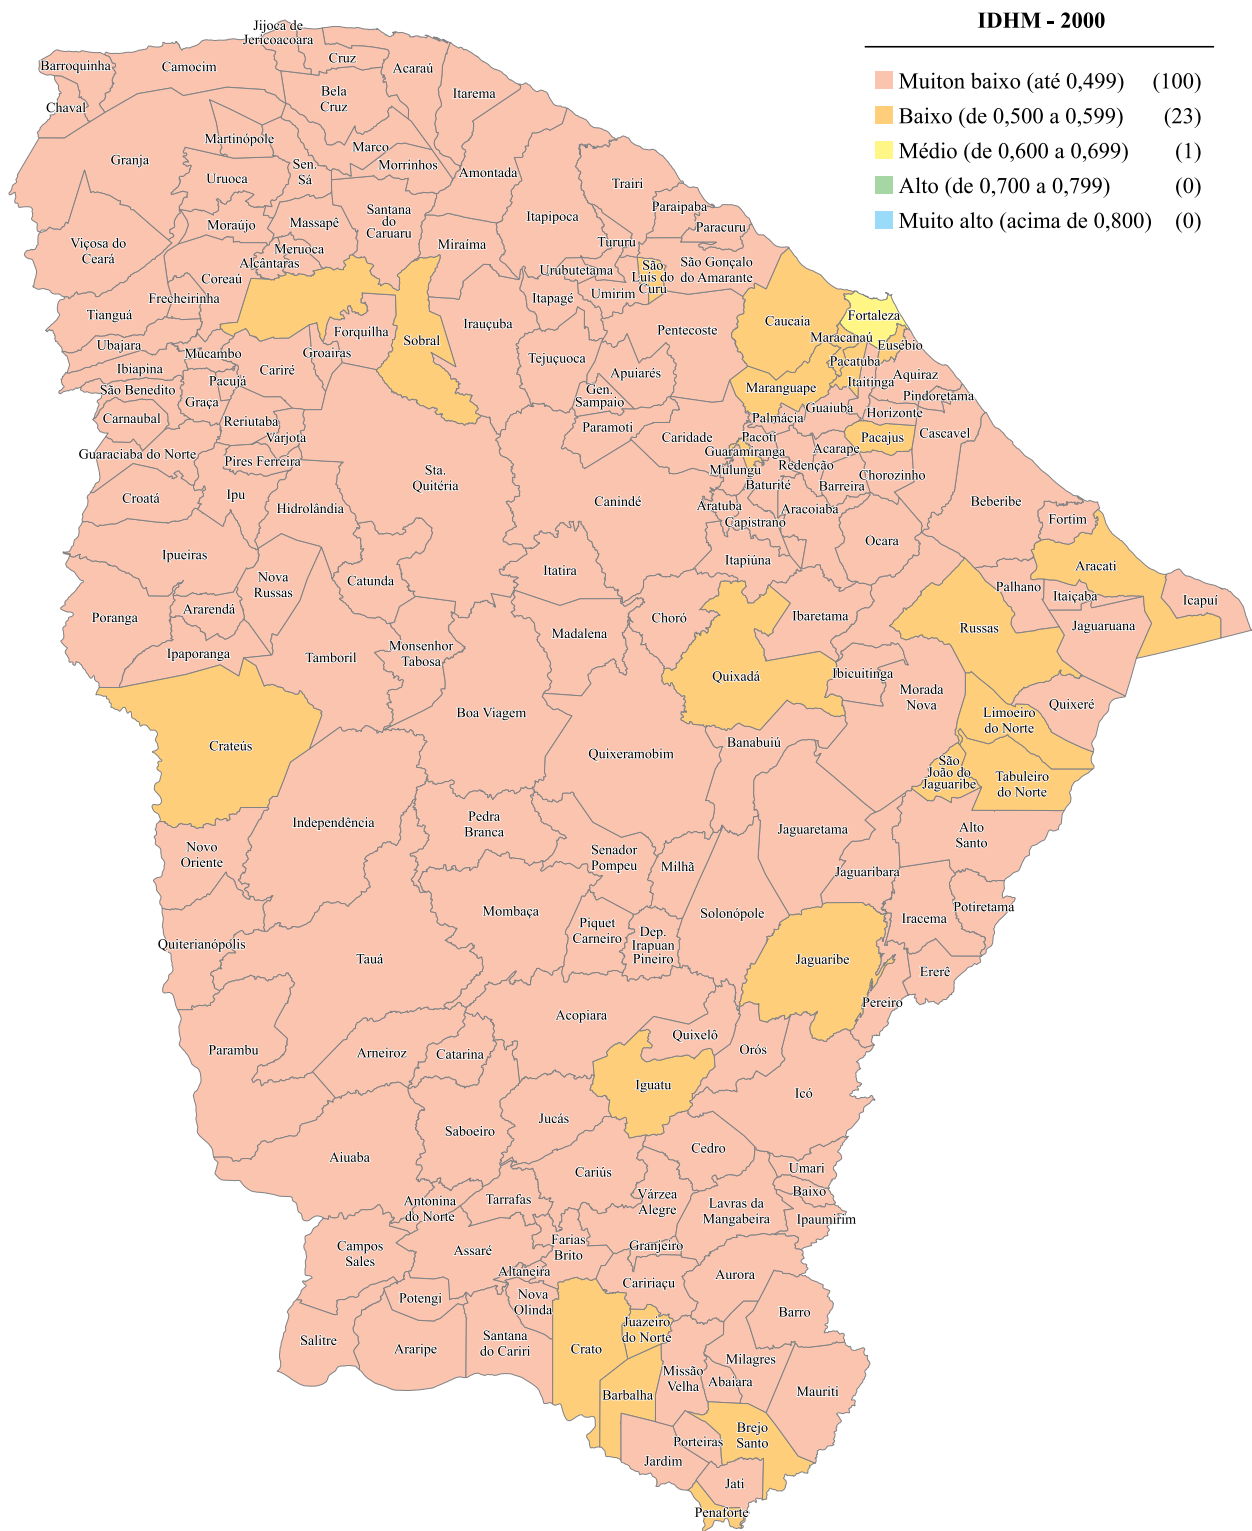 IDHM - 2000
Muiton baixo (até 0,499) (100)
Baixo (de 0,500 a 0,599) (23)
Médio (de 0,600 a 0,699) (1)
Alto (de 0,700 a 0,799) (0)
Muito alto (acima de 0,800) (0)
Jijoca de
Jericoacoara
Cruz
Barroquinha
Camocim
Acaraú
Bela
Cruz
Itarema
Chaval
Martinópole
Marco
Granja
Sen.
Sá
Morrinhos
Uruoca
Amontada
Trairi
Paraipaba
Santana
do
Caruaru
Moraújo
Massapê
Itapipoca
Paracuru
Viçosa do
Ceará
Meruoca
Miraíma
Tururu
Alcântaras
São Gonçalo
do Amarante
São
Luís do
Curu
Urubutetama
Coreaú
Umirim
Frecheirinha
Itapagé
Tianguá
Fortaleza
Caucaia
Irauçuba
Forquilha
Pentecoste
Sobral
Maracanaú
Eusébio
Ubajara
Mucambo
Groairas
Tejuçuoca
Pacatuba
Ibiapina
Cariré
Apuiarés
Aquiraz
Itaitinga
Pacujá
São Benedito
Maranguape
Gen.
Sampaio
Pindoretama
Graça
Guaiuba
Horizonte
Carnaubal
Reriutaba
Palmácia
Paramoti
Varjota
Caridade
Pacoti
Pacajus
Cascavel
Guaraciaba do Norte
Guaramiranga
Acarape
Pires Ferreira
Redenção
Mulungu
Chorozinho
Sta.
Quitéria
Baturité
Barreira
Croatá
Ipu
Hidrolândia
Canindé
Aratuba
Aracoiaba
Beberibe
Capistrano
Fortim
Ocara
Ipueiras
Itapiúna
Itatira
Aracati
Nova
Russas
Catunda
Palhano
Itaiçaba
Icapuí
Ararendá
Poranga
Choró
Ibaretama
Jaguaruana
Russas
Madalena
Ipaporanga
Tamboril
Monsenhor
Tabosa
Quixadá
Ibicuitinga
Morada
Nova
Quixeré
Boa Viagem
Limoeiro
do Norte
Crateús
Banabuiú
Quixeramobim
São
João do
Jaguaribe
Tabuleiro
do Norte
Independência
Pedra
Branca
Jaguaretama
Alto
Santo
Novo
Oriente
Senador
Pompeu
Milhã
Jaguaribara
Potiretama
Mombaça
Solonópole
Iracema
Piquet
Carneiro
Dep.
Irapuan
Pineiro
Quiterianópolis
Tauá
Jaguaribe
Ererê
Pereiro
Acopiara
Quixelô
Parambu
Arneiroz
Catarina
Orós
Iguatu
Icó
Jucás
Saboeiro
Aiuaba
Cedro
Cariús
Umari
Várzea
Alegre
Baixo
Antonina
do Norte
Tarrafas
Lavras da
Mangabeira
Ipaumirim
Campos
Sales
Assaré
Farias
Brito
Granjeiro
Altaneira
Aurora
Caririaçu
Potengi
Nova
Olinda
Barro
Juazeiro
do Norte
Salitre
Araripe
Santana
do Cariri
Crato
Milagres
Missão
Velha
Abaiara
Mauriti
Barbalha
Brejo
Santo
Porteiras
Jardim
Jati
Penaforte